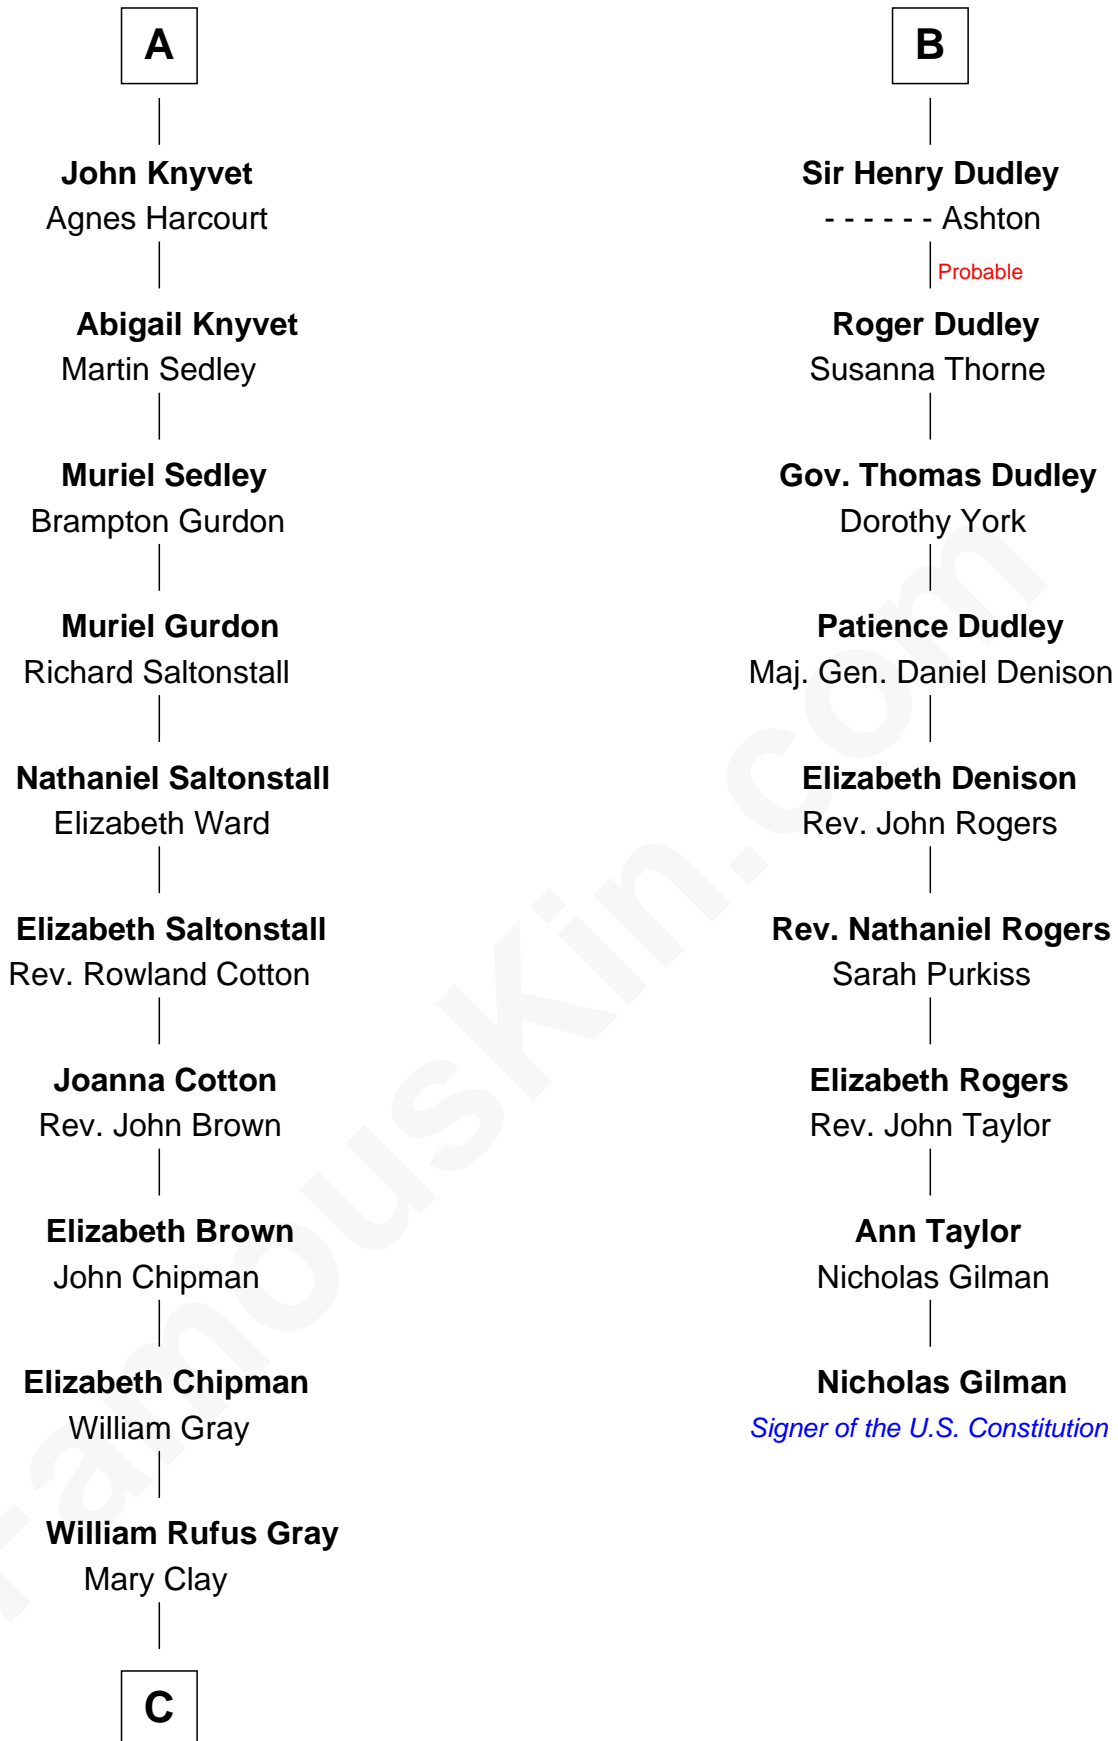 A
John Knyvet
Agnes Harcourt
Abigail Knyvet
Martin Sedley
Muriel Sedley
Brampton Gurdon
Muriel Gurdon
Richard Saltonstall
Nathaniel Saltonstall
Elizabeth Ward
Elizabeth Saltonstall
Rev. Rowland Cotton
Joanna Cotton
Rev. John Brown
Elizabeth Brown
John Chipman
Elizabeth Chipman
William Gray
William Rufus Gray
Mary Clay
C
B
Sir Henry Dudley
- - - - - - Ashton
Probable
Roger Dudley
Susanna Thorne
Gov. Thomas Dudley
Dorothy York
Patience Dudley
Maj. Gen. Daniel Denison
Elizabeth Denison
Rev. John Rogers
Rev. Nathaniel Rogers
Sarah Purkiss
Elizabeth Rogers
Rev. John Taylor
Ann Taylor
Nicholas Gilman
Nicholas Gilman
Signer of the U.S. Constitution
FamousKin.com